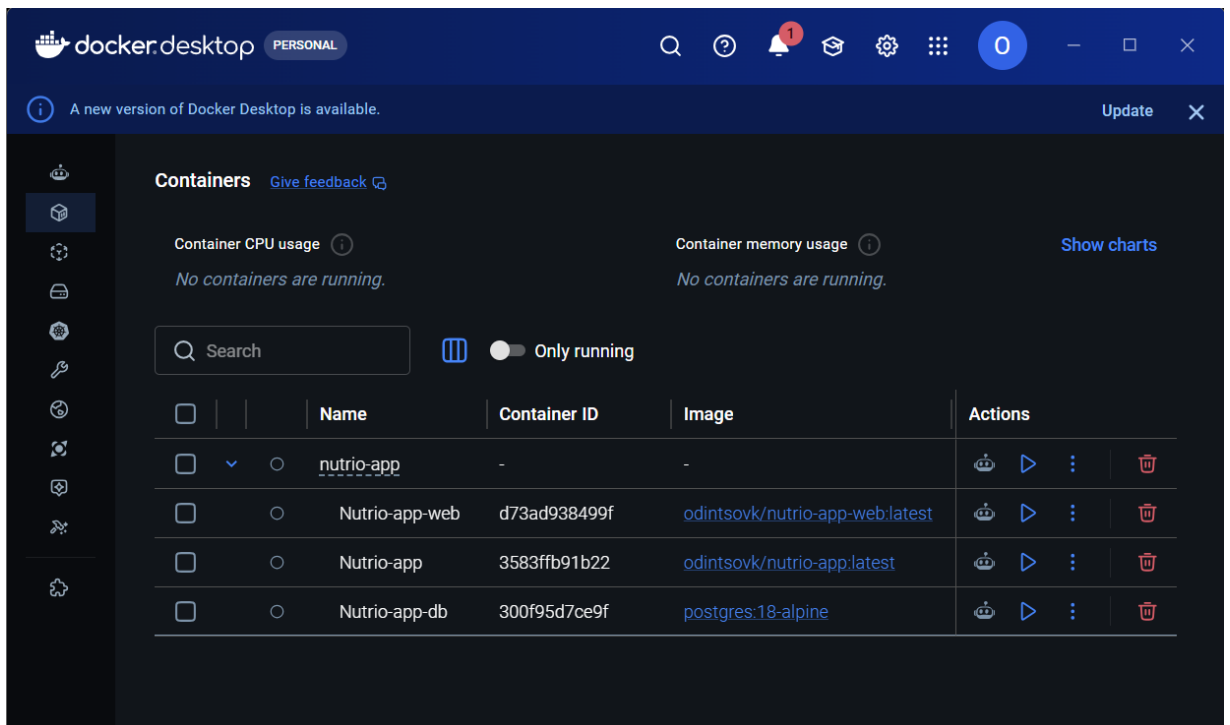 docker.desktop PERSONAL 1 O
A new version of Docker Desktop is available. Update
Containers Give feedback
Container CPU usage Container memory usage Show charts
No containers are running. No containers are running.
Search Only running
Name Container ID Image Actions
nutrio-app - -
Nutrio-app-web d73ad938499f odintsovk/nutrio-app-web:latest
Nutrio-app 3583ffb91b22 odintsovk/nutrio-app:latest
Nutrio-app-db 300f95d7ce9f postgres:18-alpine